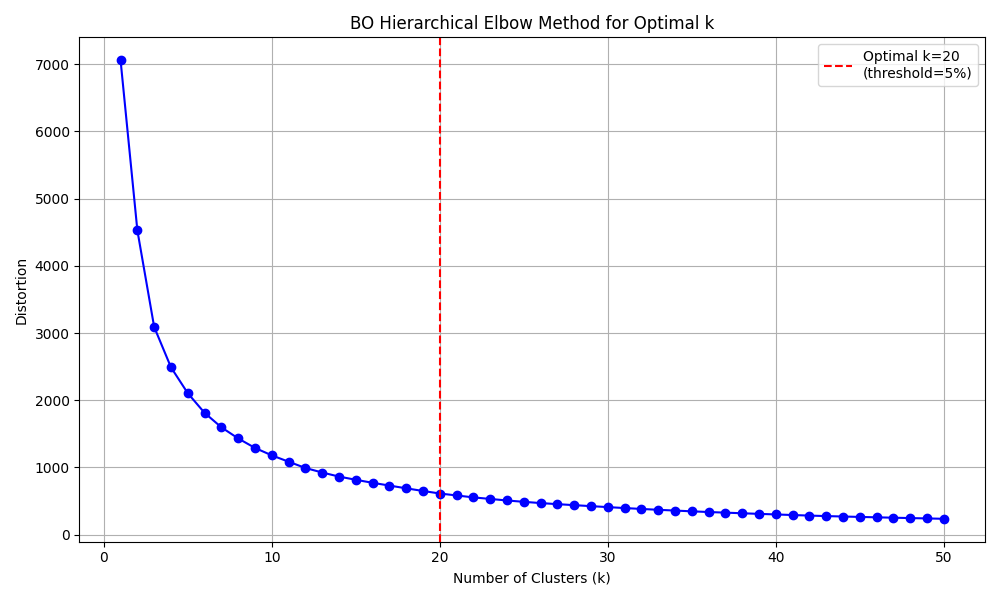 BO Hierarchical Elbow Method for Optimal k
Optimal k=20
(threshold=5%)
7000
6000
5000
4000
3000
2000
1000
0
Distortion
0 10 20 30 40 50
Number of Clusters (k)